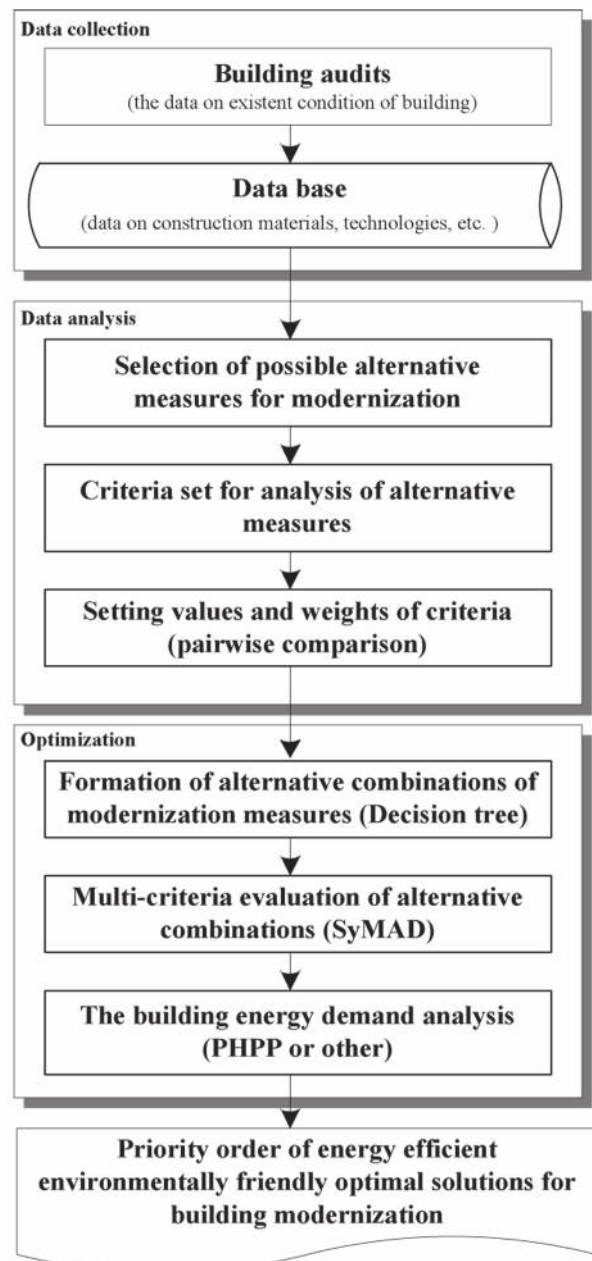 Data collection
Building audits
(the data on existent condition of building)
Data base
(data on construction materials, technologies, etc. )
Data analysis
Selection of possible alternative
measures for modernization
Criteria set for analysis of alternative
measures
Setting values and weights of criteria
(pairwise comparison)
Optimization
Formation of alternative combinations of
modernization measures (Decision tree)
Multi-criteria evaluation of alternative
combinations (SyMAD)
The building energy demand analysis
(PHPP or other)
Priority order of energy efficient
environmentally friendly optimal solutions for
building modernization